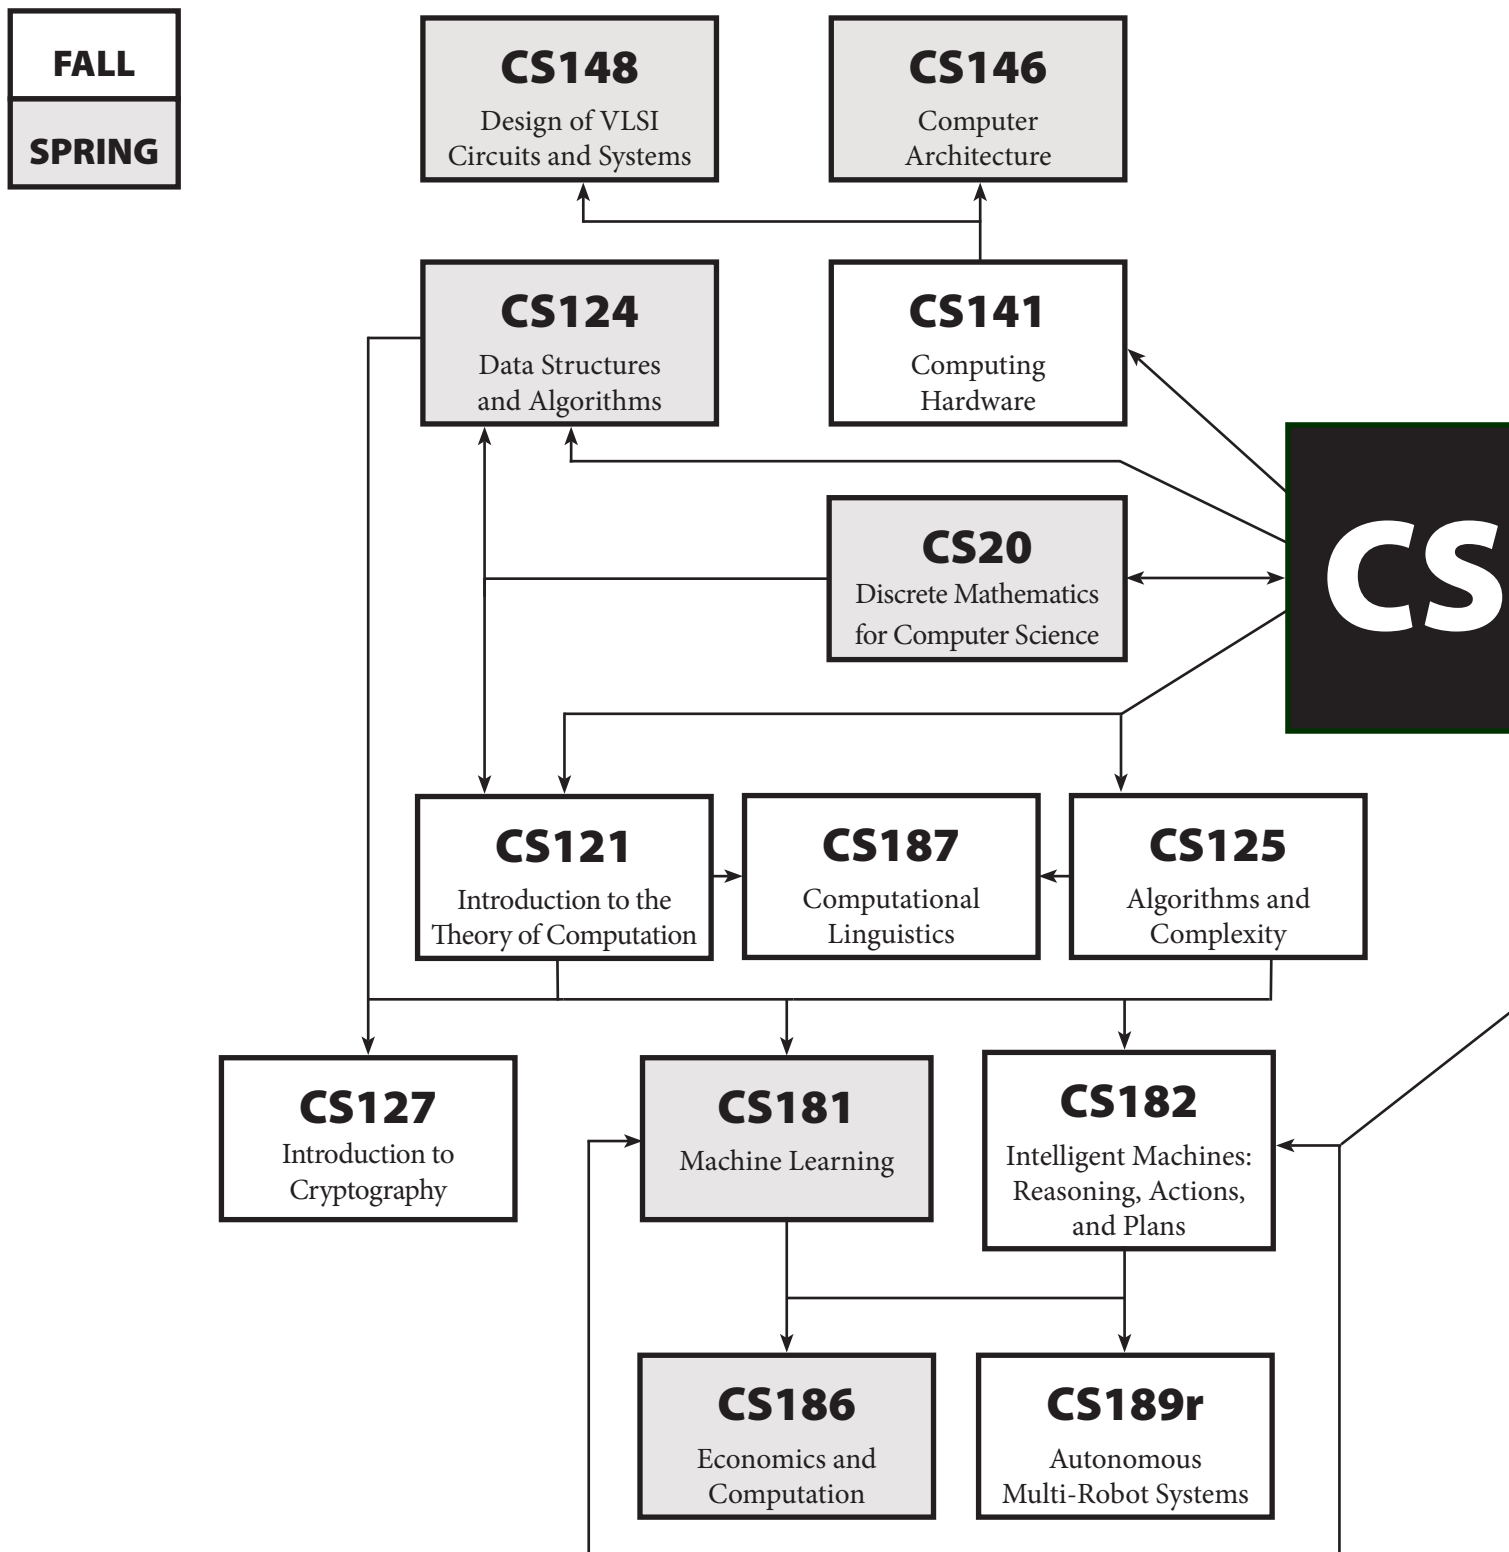 FALL
SPRING
CS148
Design of VLSI
Circuits and Systems
CS146
Computer
Architecture
CS124
Data Structures
and Algorithms
CS141
Computing
Hardware
CS20
Discrete Mathematics
for Computer Science
CS
CS121
Introduction to the
Theory of Computation
CS187
Computational
Linguistics
CS125
Algorithms and
Complexity
CS127
Introduction to
Cryptography
CS181
Machine Learning
CS182
Intelligent Machines:
Reasoning, Actions,
and Plans
CS186
Economics and
Computation
CS189r
Autonomous
Multi-Robot Systems